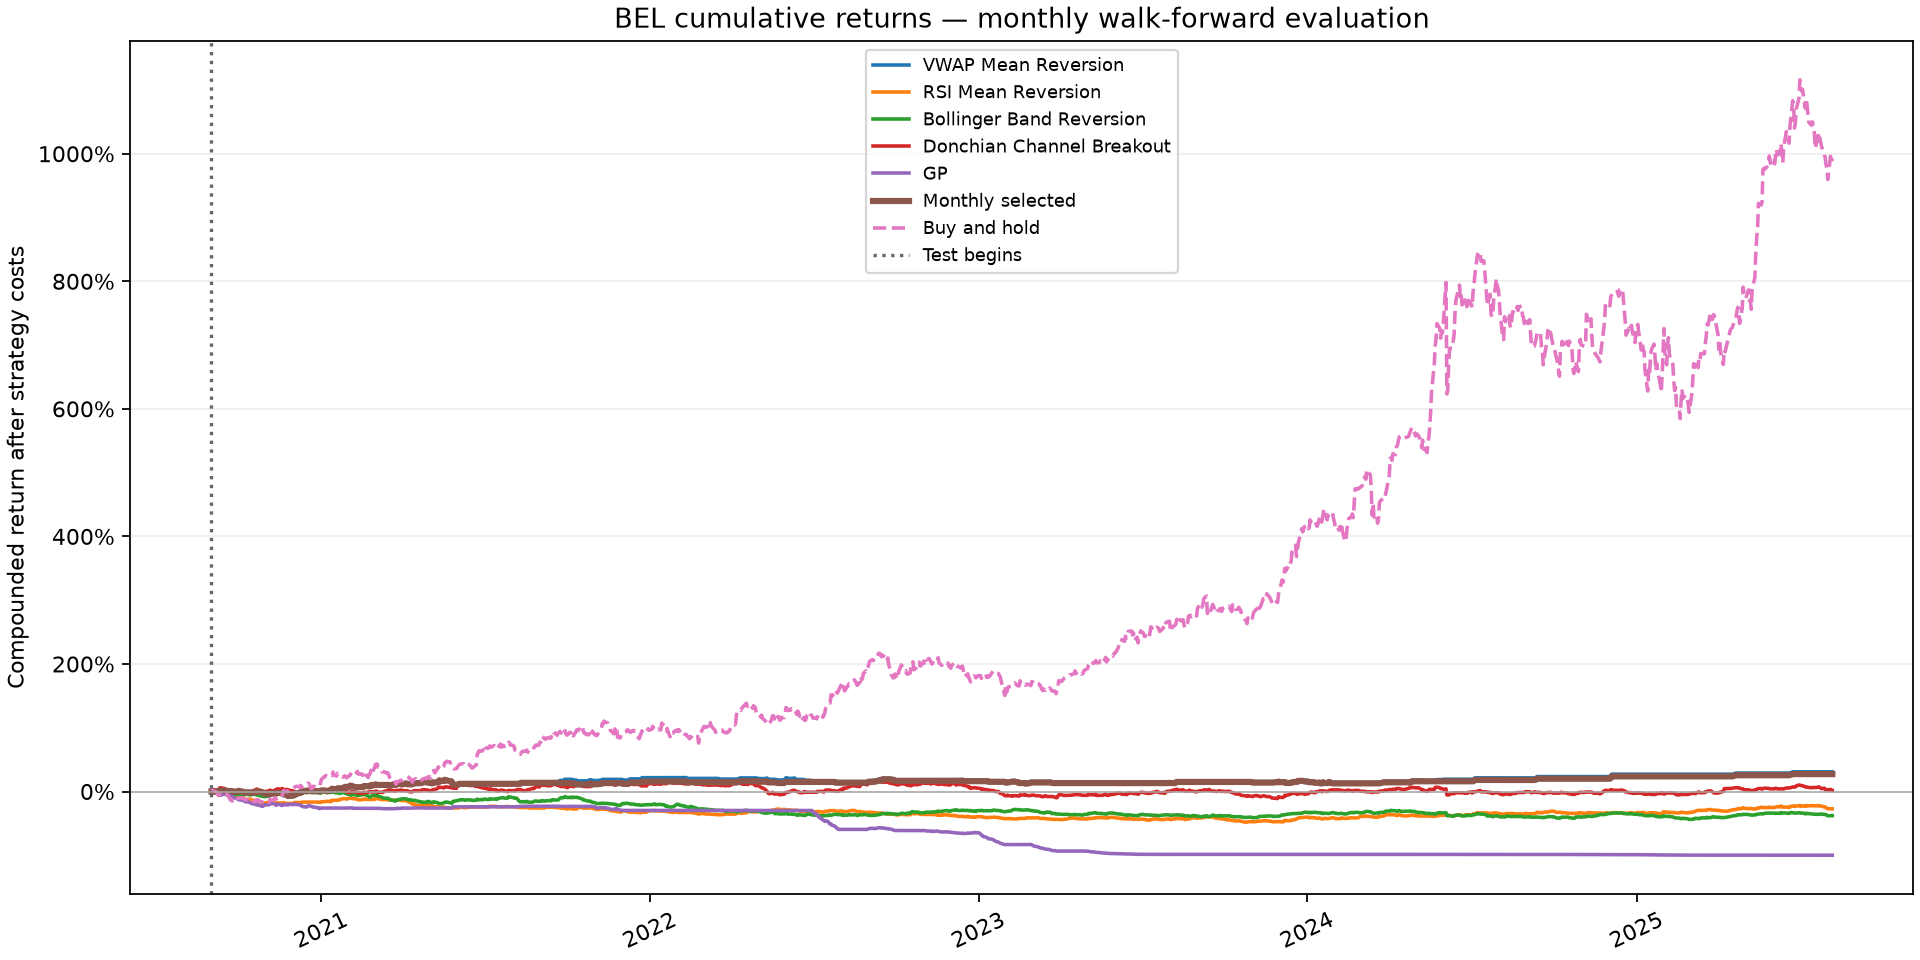 BEL cumulative returns — monthly walk-forward evaluation
VWAP Mean Reversion
RSI Mean Reversion
Bollinger Band Reversion
Donchian Channel Breakout
GP
Monthly selected
Buy and hold
Test begins
Compounded return after strategy costs
1000%
800%
600%
400%
200%
0%
2021
2022
2023
2024
2025